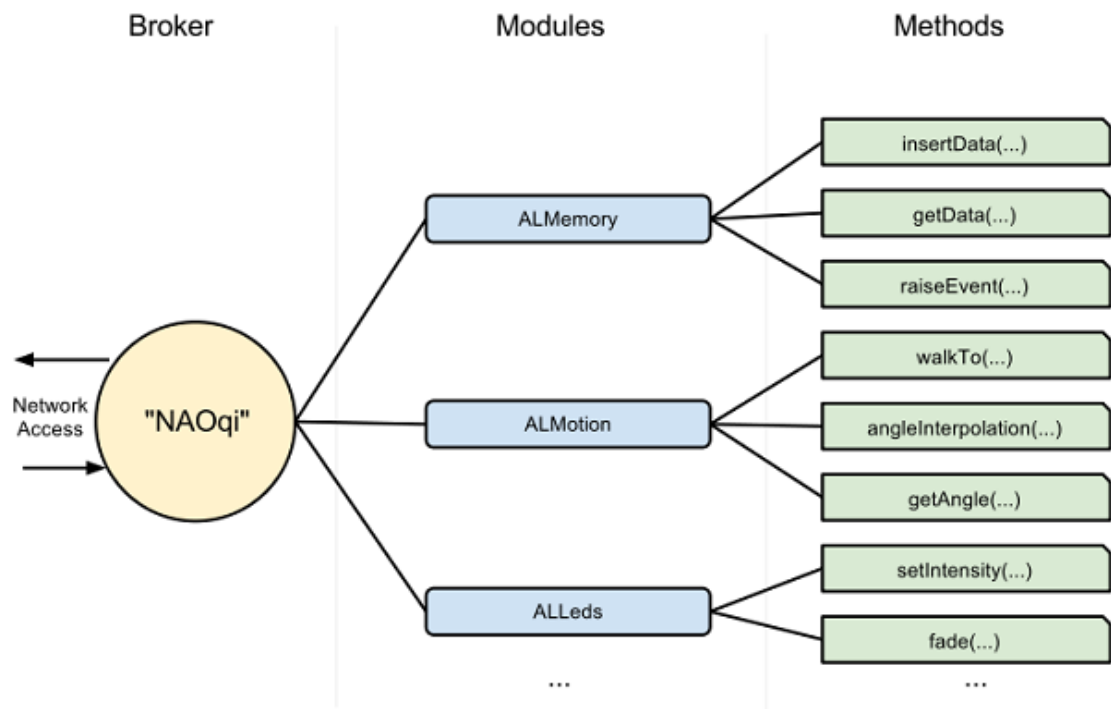 Broker
Modules
Methods
insertData(...)
ALMemory
getData(...)
raiseEvent(...)
walkTo(...)
Network
Access
"NAOqi"
ALMotion
angleInterpolation(...)
getAngle(...)
setIntensity(...)
ALLeds
fade(...)
...
...